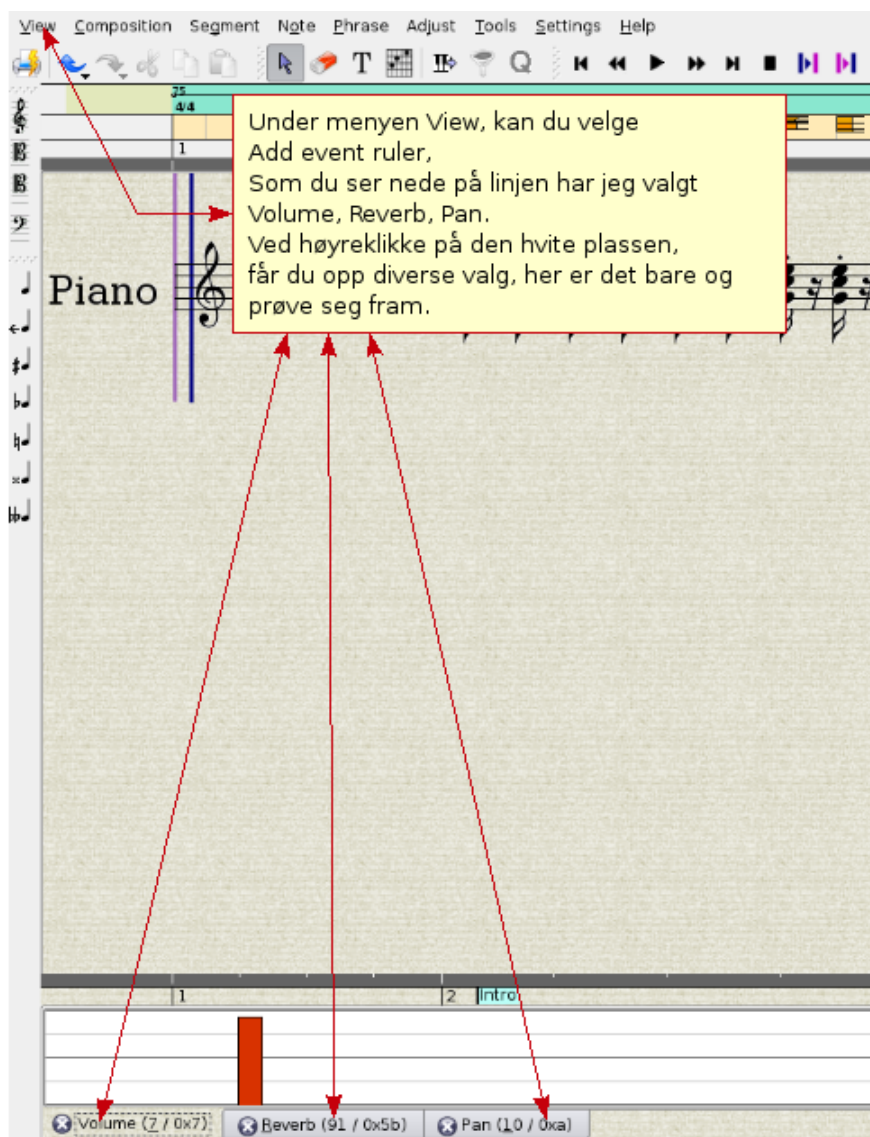 View Composition Segment Note Phrase Adjust Tools Settings Help
T Q
75
4/4
1
Under menyen View, kan du velge
Add event ruler,
Som du ser nede på linjen har jeg valgt
Volume, Reverb, Pan.
Ved høyreklikke på den hvite plassen,
får du opp diverse valg, her er det bare og
prøve seg fram.
Piano
1 2 Intro
Volume (7 / 0x7) Reverb (91 / 0x5b) Pan (10 / 0xa)